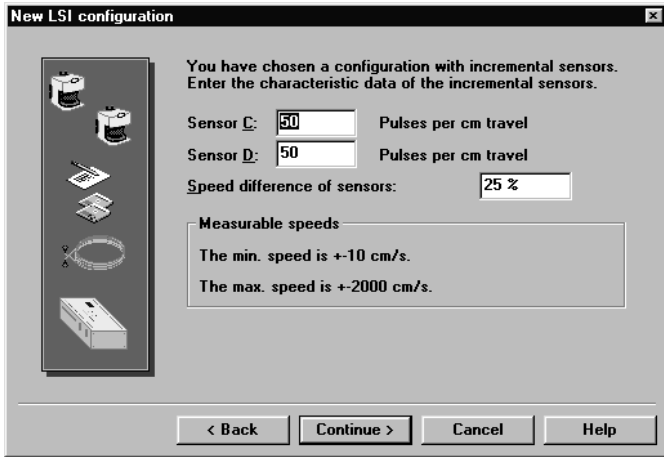 New LSI configuration
You have chosen a configuration with incremental sensors.
Enter the characteristic data of the incremental sensors.
Sensor C: 50 Pulses per cm travel
Sensor D: 50 Pulses per cm travel
Speed difference of sensors: 25 %
Measurable speeds
The min. speed is +-10 cm/s.
The max. speed is +-2000 cm/s.
< Back Continue > Cancel Help